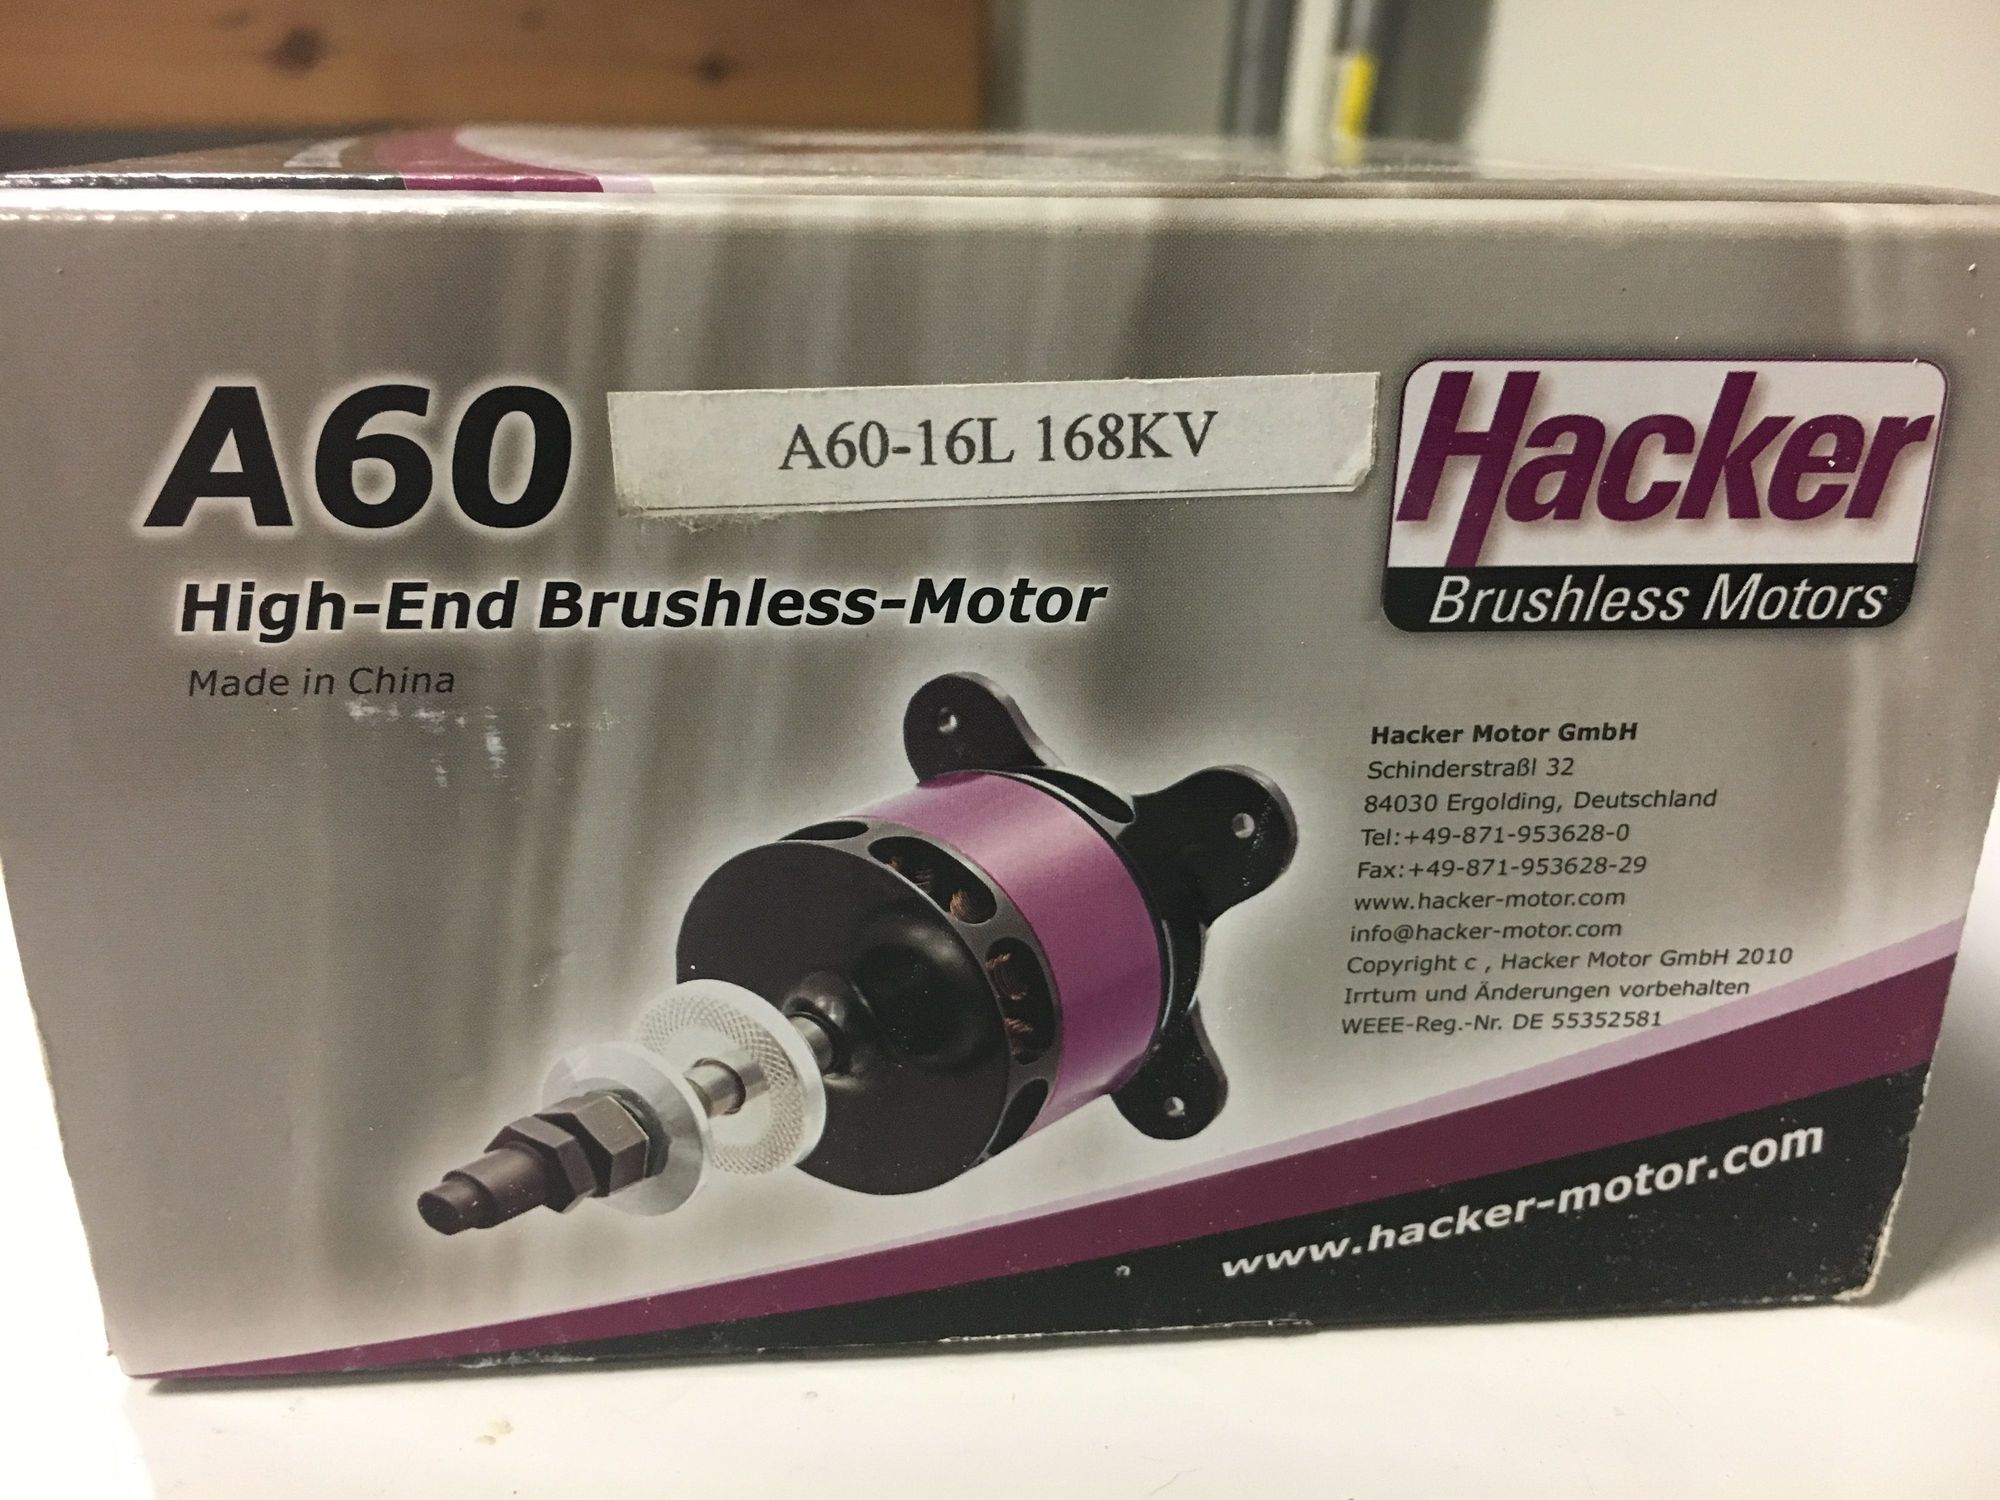 A60
A60-16L 168KV
Hacker
Brushless Motors
High-End Brushless-Motor
Made in China
Hacker Motor GmbH
Schinderstraßl 32
84030 Ergolding, Deutschland
Tel:+49-871-953628-0
Fax:+49-871-953628-29
www.hacker-motor.com
info@hacker-motor.com
Copyright c , Hacker Motor GmbH 2010
Irrtum und Änderungen vorbehalten
WEEE-Reg.-Nr. DE 55352581
www.hacker-motor.com